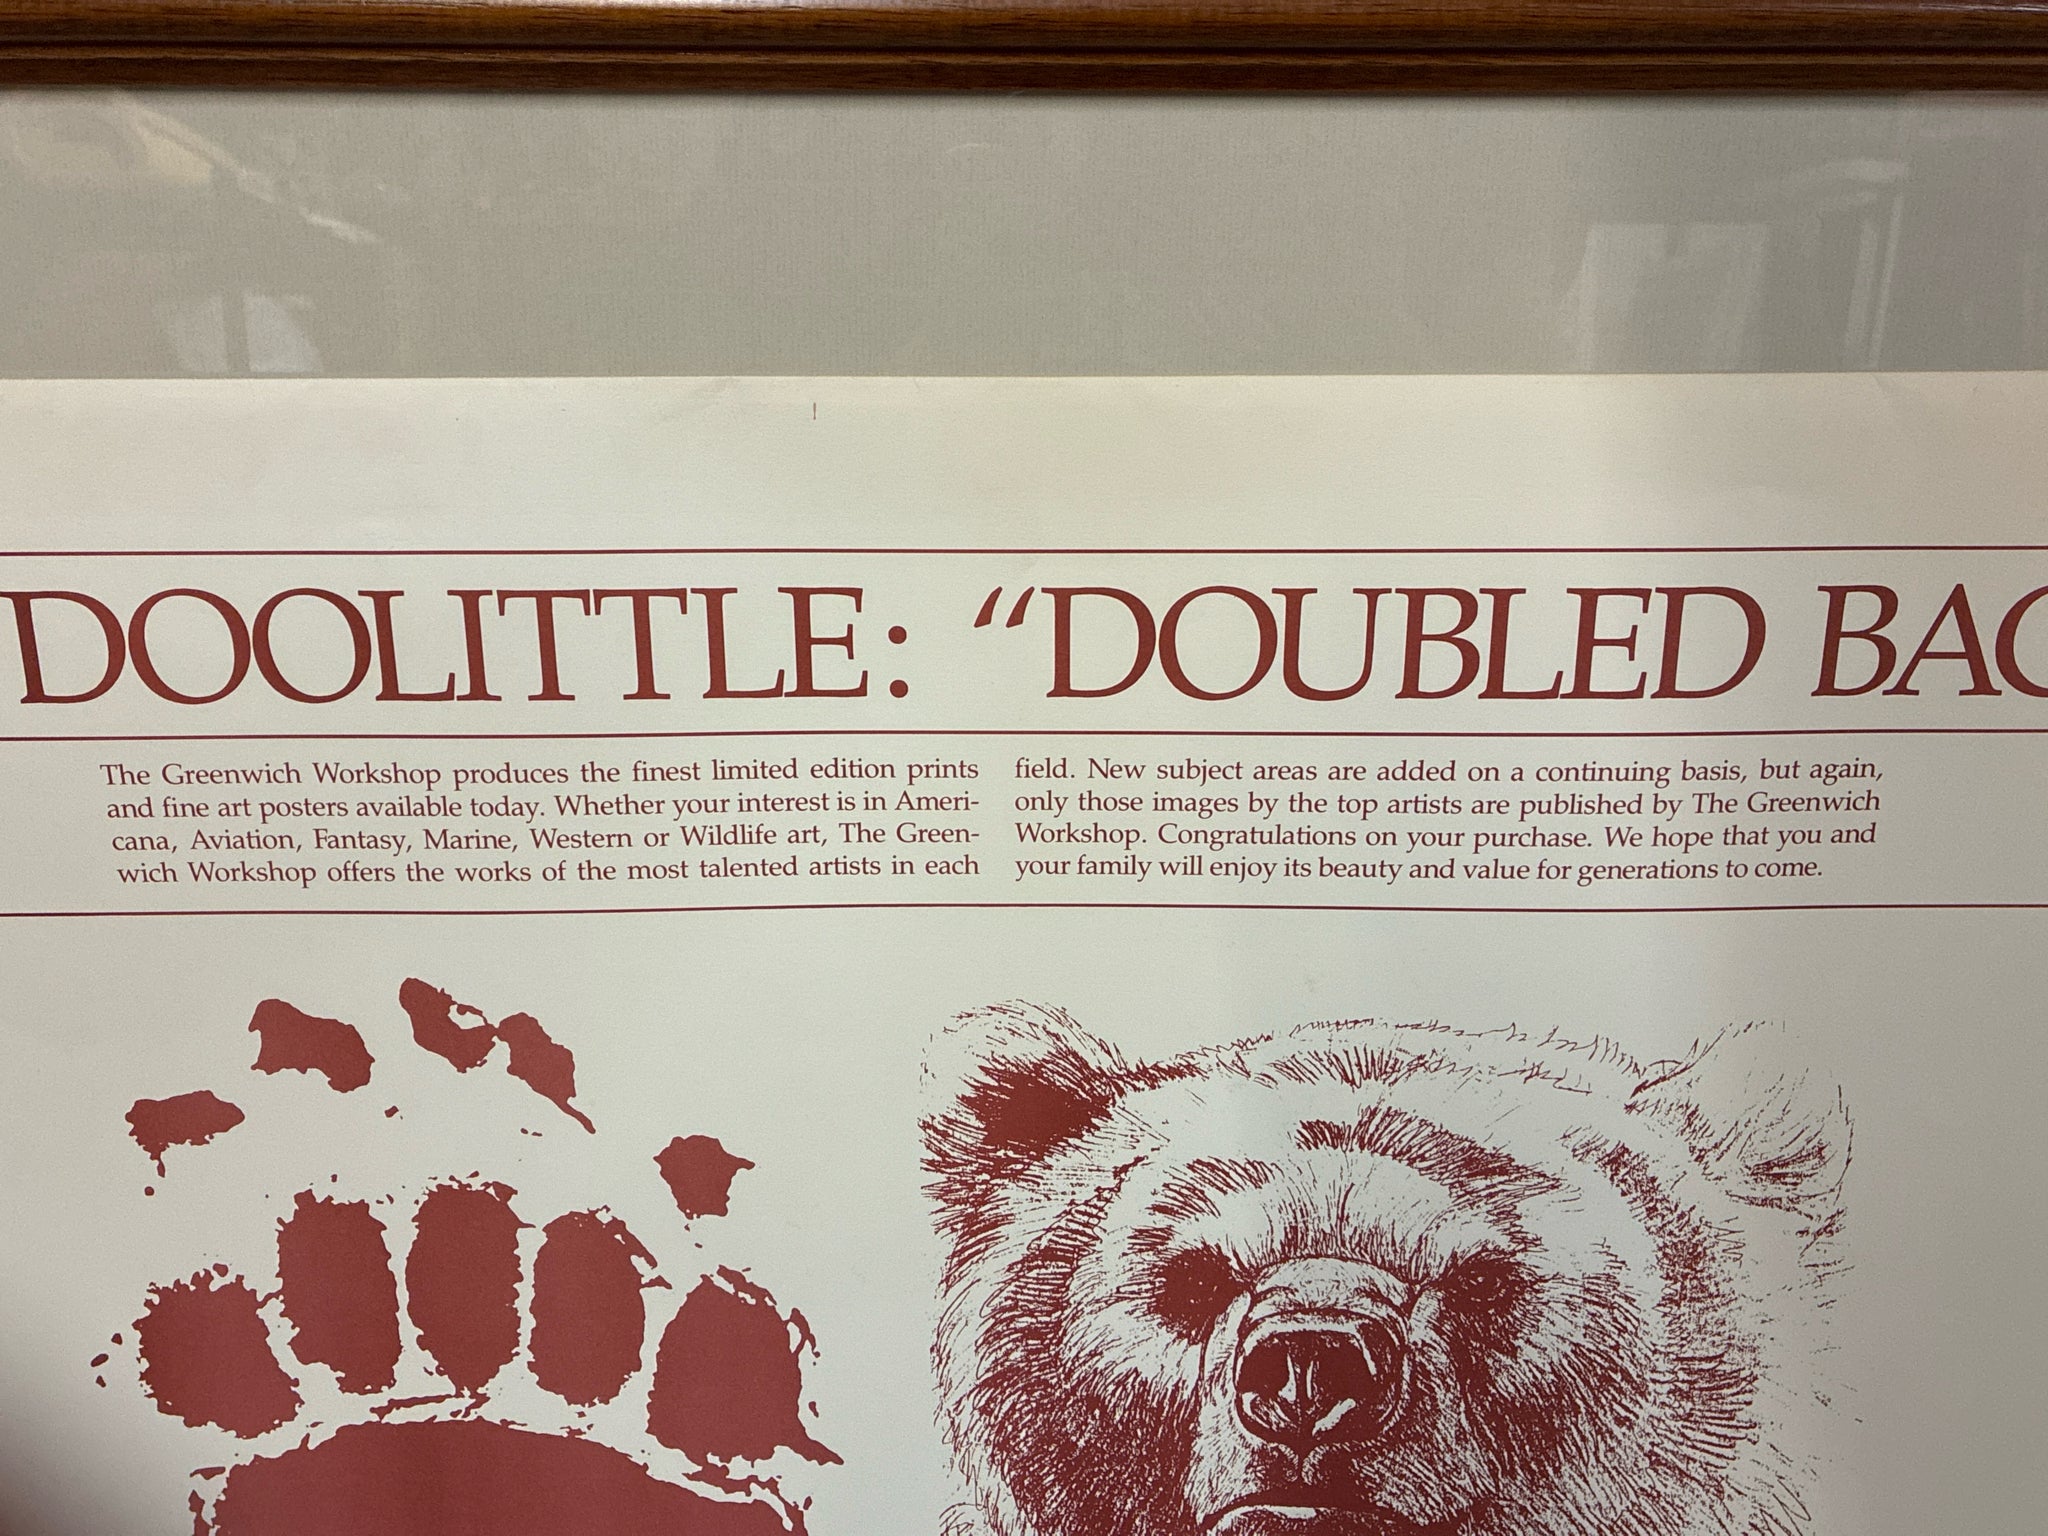 DOOLITTLE: “DOUBLED BAC
The Greenwich Workshop produces the finest limited edition prints
and fine art posters available today. Whether your interest is in Ameri-
cana, Aviation, Fantasy, Marine, Western or Wildlife art, The Green-
wich Workshop offers the works of the most talented artists in each
field. New subject areas are added on a continuing basis, but again,
only those images by the top artists are published by The Greenwich
Workshop. Congratulations on your purchase. We hope that you and
your family will enjoy its beauty and value for generations to come.